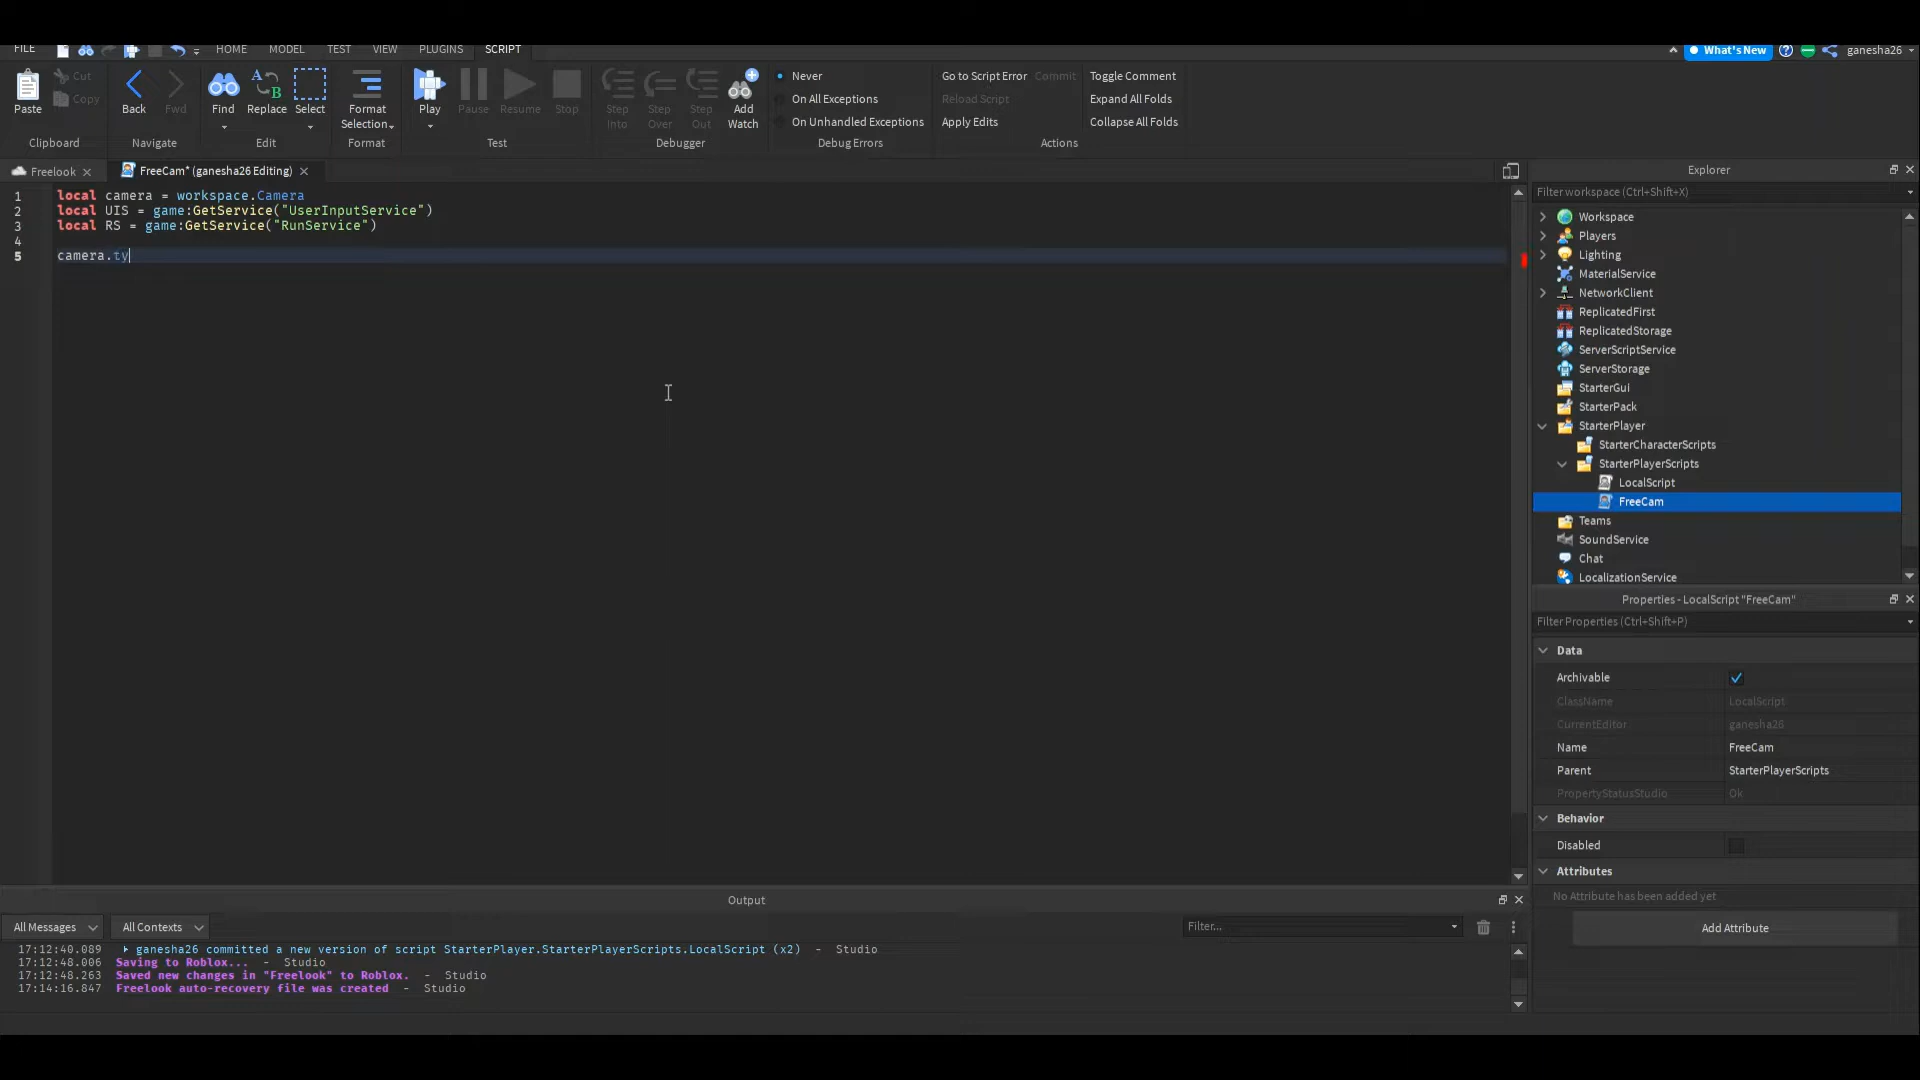 FILE HOME MODEL TEST VIEW PLUGINS SCRIPT What's New ganesha26
Paste Cut Copy Clipboard
Back Fwd Navigate
Find Replace Select Edit
Format Selection Format
Play Pause Resume Stop Test
Step Into Step Over Step Out Add Watch Debugger
Never
On All Exceptions
On Unhandled Exceptions
Debug Errors
Go to Script Error Commit
Reload Script
Apply Edits
Toggle Comment
Expand All Folds
Collapse All Folds
Actions
Freelook FreeCam* (ganesha26 Editing)
1 local camera = workspace.Camera
2 local UIS = game:GetService("UserInputService")
3 local RS = game:GetService("RunService")
4
5 camera.ty
Explorer
Filter workspace (Ctrl+Shift+X)
Workspace
Players
Lighting
MaterialService
NetworkClient
ReplicatedFirst
ReplicatedStorage
ServerScriptService
ServerStorage
StarterGui
StarterPack
StarterPlayer
StarterCharacterScripts
StarterPlayerScripts
LocalScript
FreeCam
Teams
SoundService
Chat
LocalizationService
Properties - LocalScript "FreeCam"
Filter Properties (Ctrl+Shift+P)
Data
Archivable
ClassName LocalScript
CurrentEditor ganesha26
Name FreeCam
Parent StarterPlayerScripts
PropertyStatusStudio Ok
Behavior
Disabled
Attributes
No Attribute has been added yet
Add Attribute
Output
All Messages All Contexts Filter...
17:12:40.089 ganesha26 committed a new version of script StarterPlayer.StarterPlayerScripts.LocalScript (x2) - Studio
17:12:48.006 Saving to Roblox... - Studio
17:12:48.263 Saved new changes in "Freelook" to Roblox. - Studio
17:14:16.847 Freelook auto-recovery file was created - Studio